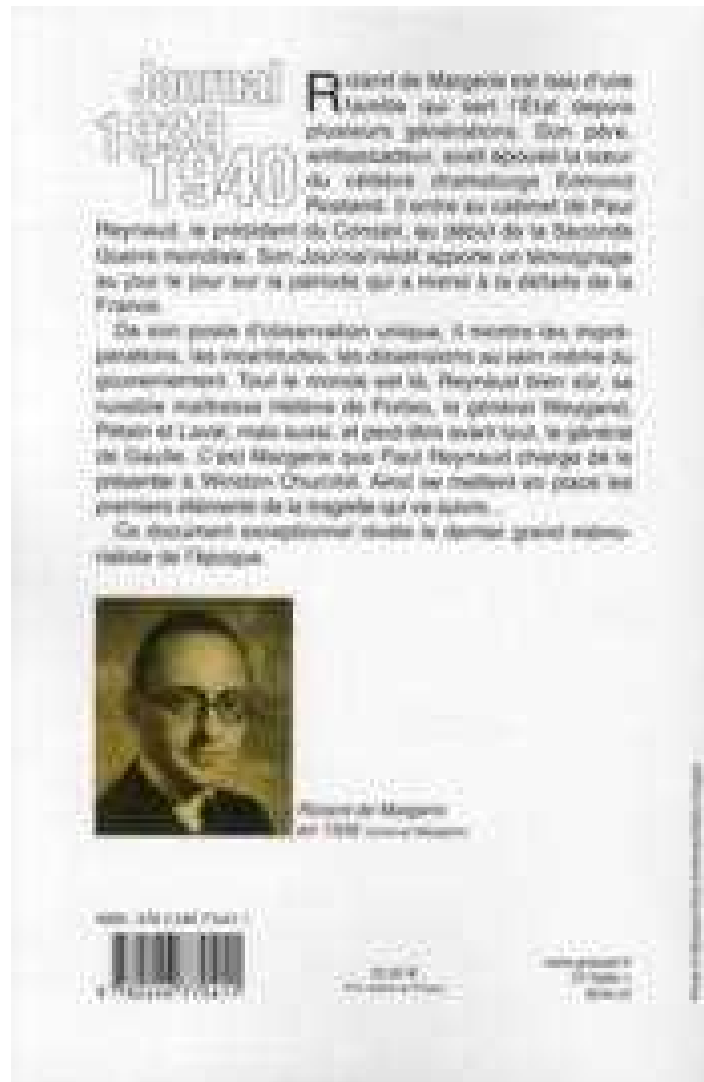 Journal
1939
1940
Roland de Margerie est issu d'une
famille qui sert l'État depuis
plusieurs générations. Son père,
ambassadeur, avait épousé la sœur
du célèbre dramaturge Edmond
Rostand. Il entre au cabinet de Paul
Reynaud, le président du Conseil, au début de la Seconde
Guerre mondiale. Son Journal inédit apporte un témoignage
au jour le jour sur la période qui a mené à la défaite de la
France.
De son poste d'observation unique, il montre les impré-
parations, les incertitudes, les dissensions au sein même du
gouvernement. Tout le monde est là, Reynaud bien sûr, sa
maîtresse Hélène de Portes, le général Weygand,
Pétain et Laval, mais aussi, et peut-être avant tout, le général
de Gaulle. C'est Margerie que Paul Reynaud charge de le
présenter à Winston Churchill. Ainsi se mettent en place les
premiers éléments de la tragédie qui va suivre...
Ce document exceptionnel révèle le dernier grand mémo-
rialiste de l'époque.
Roland de Margerie
en